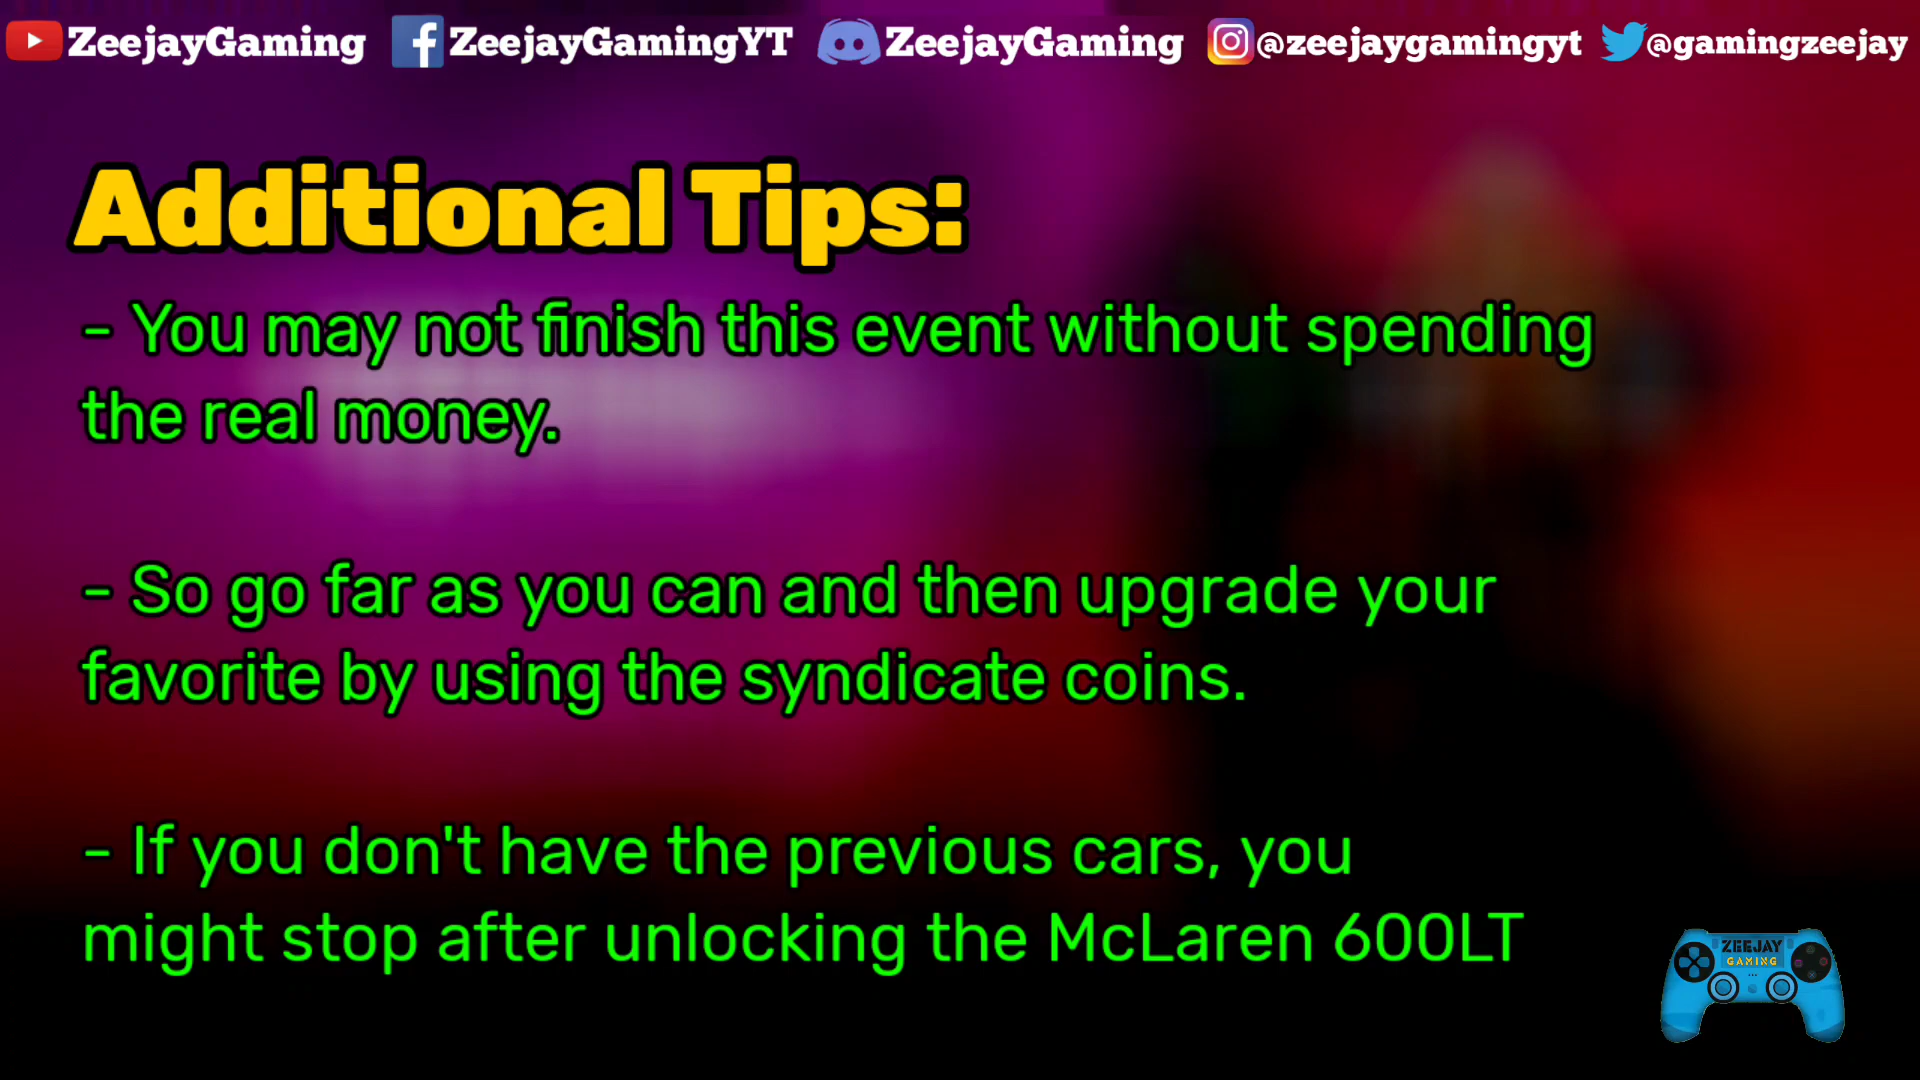 ZeejayGaming ZeejayGamingYT ZeejayGaming @zeejaygamingyt @gamingzeejay
Additional Tips:
- You may not finish this event without spending
the real money.
- So go far as you can and then upgrade your
favorite by using the syndicate coins.
- If you don't have the previous cars, you
might stop after unlocking the McLaren 600LT
ZEEJAY
GAMING